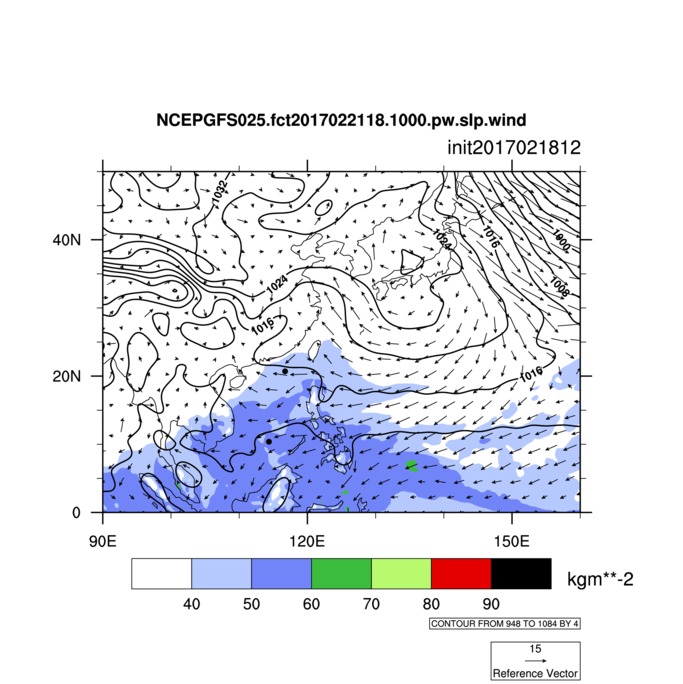 NCEPGFS025.fct2017022118.1000.pw.slp.wind
init2017021812
1032
40N
1024
1016
1000
1008
1024
1016
20N
1016
0
90E 120E 150E
40 50 60 70 80 90
kgm**-2
CONTOUR FROM 948 TO 1084 BY 4
15
Reference Vector